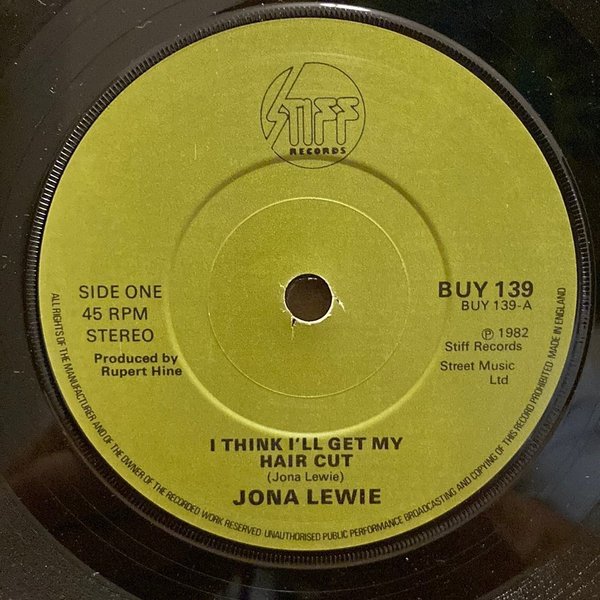 STIFF
RECORDS
SIDE ONE
45 RPM
STEREO
Produced by
Rupert Hine
BUY 139
BUY 139-A
℗ 1982
Stiff Records
Street Music
Ltd
I THINK I'LL GET MY
HAIR CUT
(Jona Lewie)
JONA LEWIE
ALL RIGHTS OF THE MANUFACTURER AND OF THE OWNER OF THE RECORDED WORK RESERVED UNAUTHORISED PUBLIC PERFORMANCE BROADCASTING AND COPYING OF THIS RECORD PROHIBITED MADE IN ENGLAND